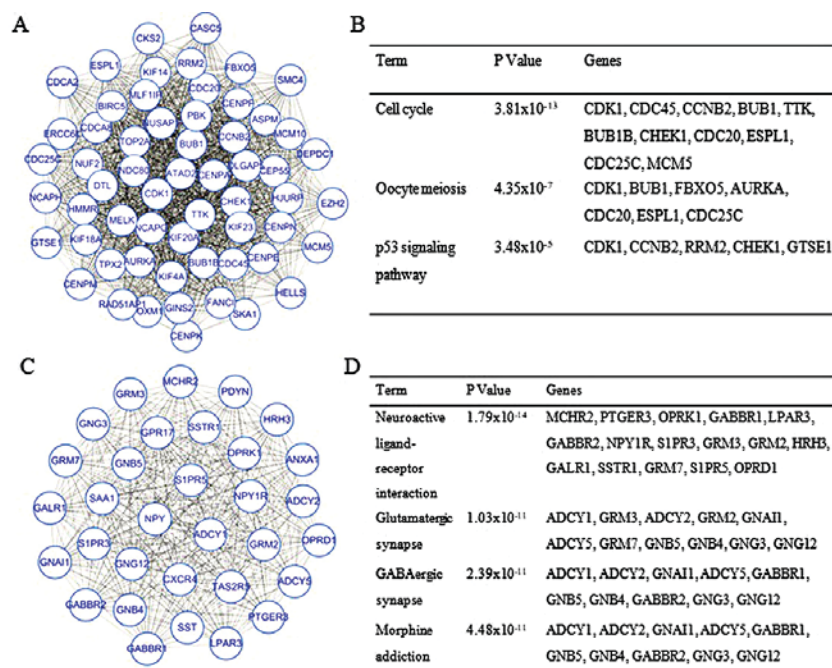 A
CASC5
CKS2
ESPL1
KIF14
RRM2
FBXO5
CDCA2
MLF1IP
CDC20
SMC4
BIRC5
PBK
CENPF
NUSAP1
ASPM
ERCC6L
CDCA8
TOP2A
BUB1
CCNB2
MCM10
CDC25C
NUF2
NDC80
ATAD2
CENPA
DLGAP5
CEP55
DEPDC1
DTL
CDK1
NCAPH
HMMR
MELK
TTK
CHEK1
HJURP
EZH2
GTSE1
KIF18A
NCAPG
KIF20A
KIF23
CENPN
TPX2
AURKA
BUB1B
CDC45
CENPE
MCM5
CENPM
KIF4A
RAD51AP1
OXM1
GINS2
FANCI
SKA1
HELLS
CENPK
B
Term P Value Genes
Cell cycle 3.81x10⁻¹³ CDK1, CDC45, CCNB2, BUB1, TTK,
BUB1B, CHEK1, CDC20, ESPL1,
CDC25C, MCM5
Oocyte meiosis 4.35x10⁻⁷ CDK1, BUB1, FBXO5, AURKA,
CDC20, ESPL1, CDC25C
p53 signaling 3.48x10⁻⁵ CDK1, CCNB2, RRM2, CHEK1, GTSE1
pathway
C
MCHR2
GRM3
PDYN
GNG3
GPR17
SSTR1
HRH3
GRM7
GNB5
OPRK1
ANXA1
S1PR5
GALR1
SAA1
NPY1R
ADCY2
NPY
ADCY1
S1PR3
GRM2
OPRD1
GNAI1
GNG12
CXCR4
TAS2R5
ADCY5
GABBR2
GNB4
PTGER3
SST
LPAR3
GABBR1
D
Term P Value Genes
Neuroactive 1.79x10⁻¹⁴ MCHR2, PTGER3, OPRK1, GABBR1, LPAR3,
ligand- GABBR2, NPY1R, S1PR3, GRM3, GRM2, HRH3,
receptor GALR1, SSTR1, GRM7, S1PR5, OPRD1
interaction
Glutamatergic 1.03x10⁻¹¹ ADCY1, GRM3, ADCY2, GRM2, GNAI1,
synapse ADCY5, GRM7, GNB5, GNB4, GNG3, GNG12
GABAergic 2.39x10⁻¹¹ ADCY1, ADCY2, GNAI1, ADCY5, GABBR1,
synapse GNB5, GNB4, GABBR2, GNG3, GNG12
Morphine 4.48x10⁻¹¹ ADCY1, ADCY2, GNAI1, ADCY5, GABBR1,
addiction GNB5, GNB4, GABBR2, GNG3, GNG12